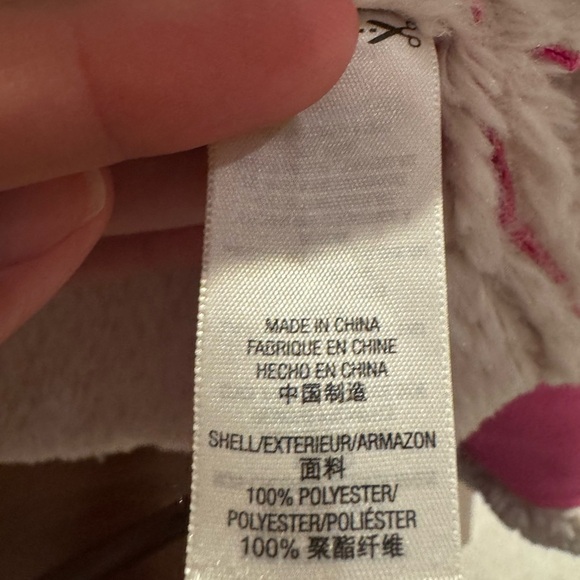 MADE IN CHINA
FABRIQUE EN CHINE
HECHO EN CHINA
中国制造
SHELL/EXTERIEUR/ARMAZON
面料
100% POLYESTER/
POLYESTER/POLIÉSTER
100% 聚酯纤维